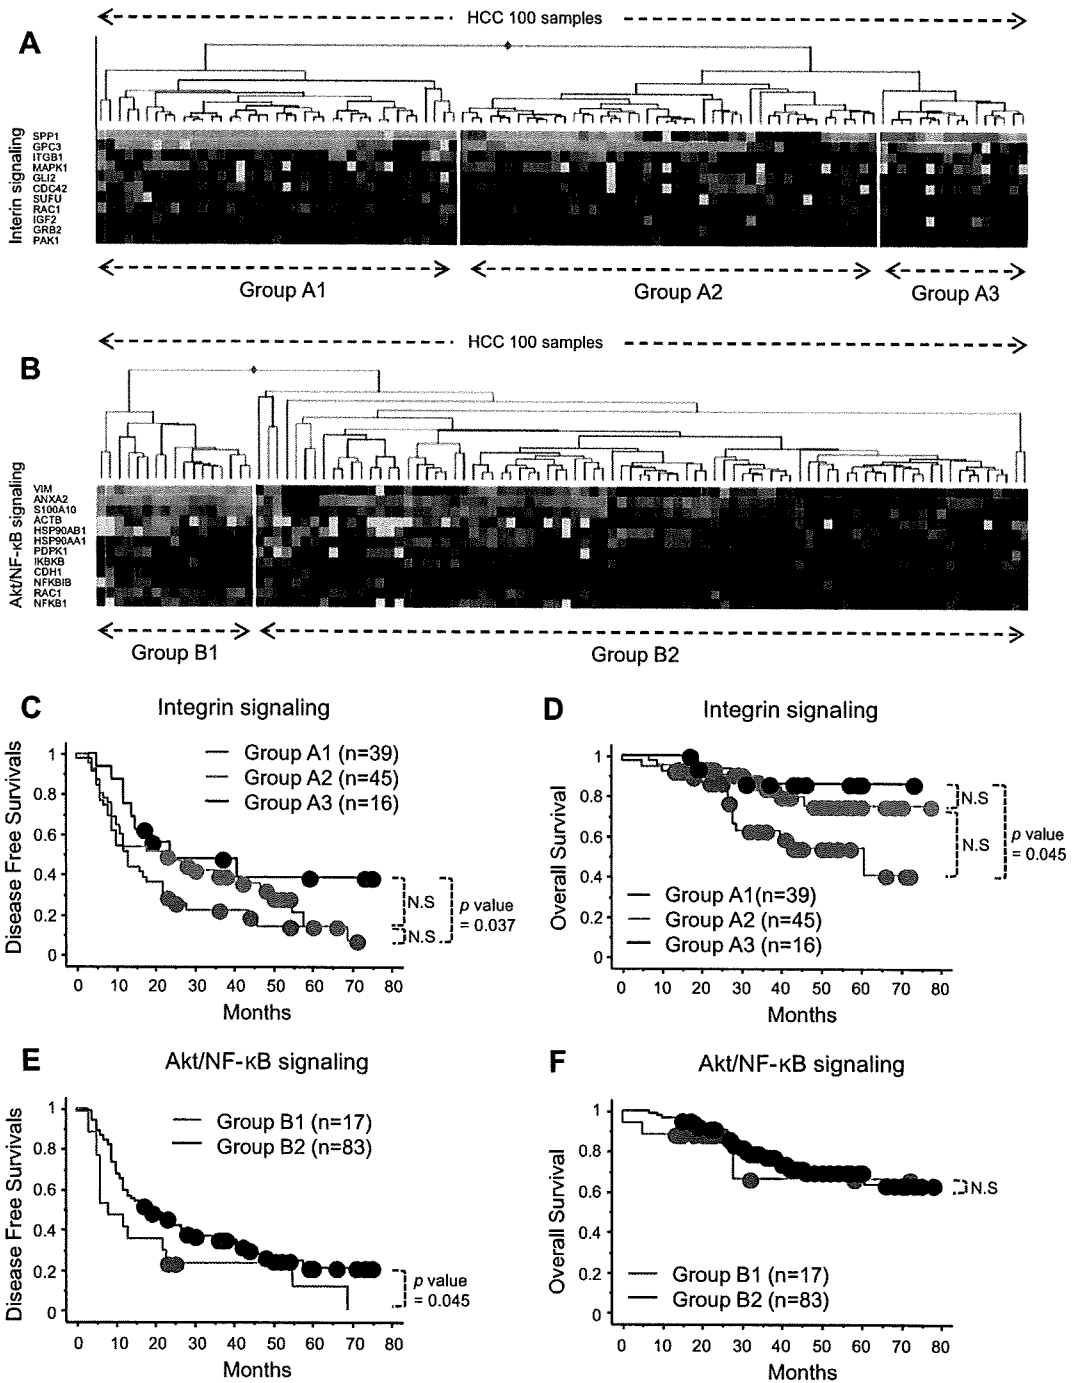 HCC 100 samples
A
Interin signaling
SPP1
GPC3
ITGB1
MAPK1
GLI2
CDC42
SUFU
RAC1
IGF2
GRB2
PAK1
Group A1
Group A2
Group A3
HCC 100 samples
B
Akt/NF-κB signaling
VIM
ANXA2
S100A10
ACTB
HSP90AB1
HSP90AA1
PDPK1
IKBKB
CDH1
NFKBIB
RAC1
NFKB1
Group B1
Group B2
C
Integrin signaling
Disease Free Survivals
1
0.8
0.6
0.4
0.2
0
Group A1 (n=39)
Group A2 (n=45)
Group A3 (n=16)
N.S
N.S
p value
= 0.037
0 10 20 30 40 50 60 70 80
Months
D
Integrin signaling
Overall Survival
1
0.8
0.6
0.4
0.2
0
N.S
N.S
p value
= 0.045
Group A1(n=39)
Group A2 (n=45)
Group A3 (n=16)
0 10 20 30 40 50 60 70 80
Months
E
Akt/NF-κB signaling
Disease Free Survivals
1
0.8
0.6
0.4
0.2
0
Group B1 (n=17)
Group B2 (n=83)
p value
= 0.045
0 10 20 30 40 50 60 70 80
Months
F
Akt/NF-κB signaling
Overall Survival
1
0.8
0.6
0.4
0.2
0
N.S
Group B1 (n=17)
Group B2 (n=83)
0 10 20 30 40 50 60 70 80
Months